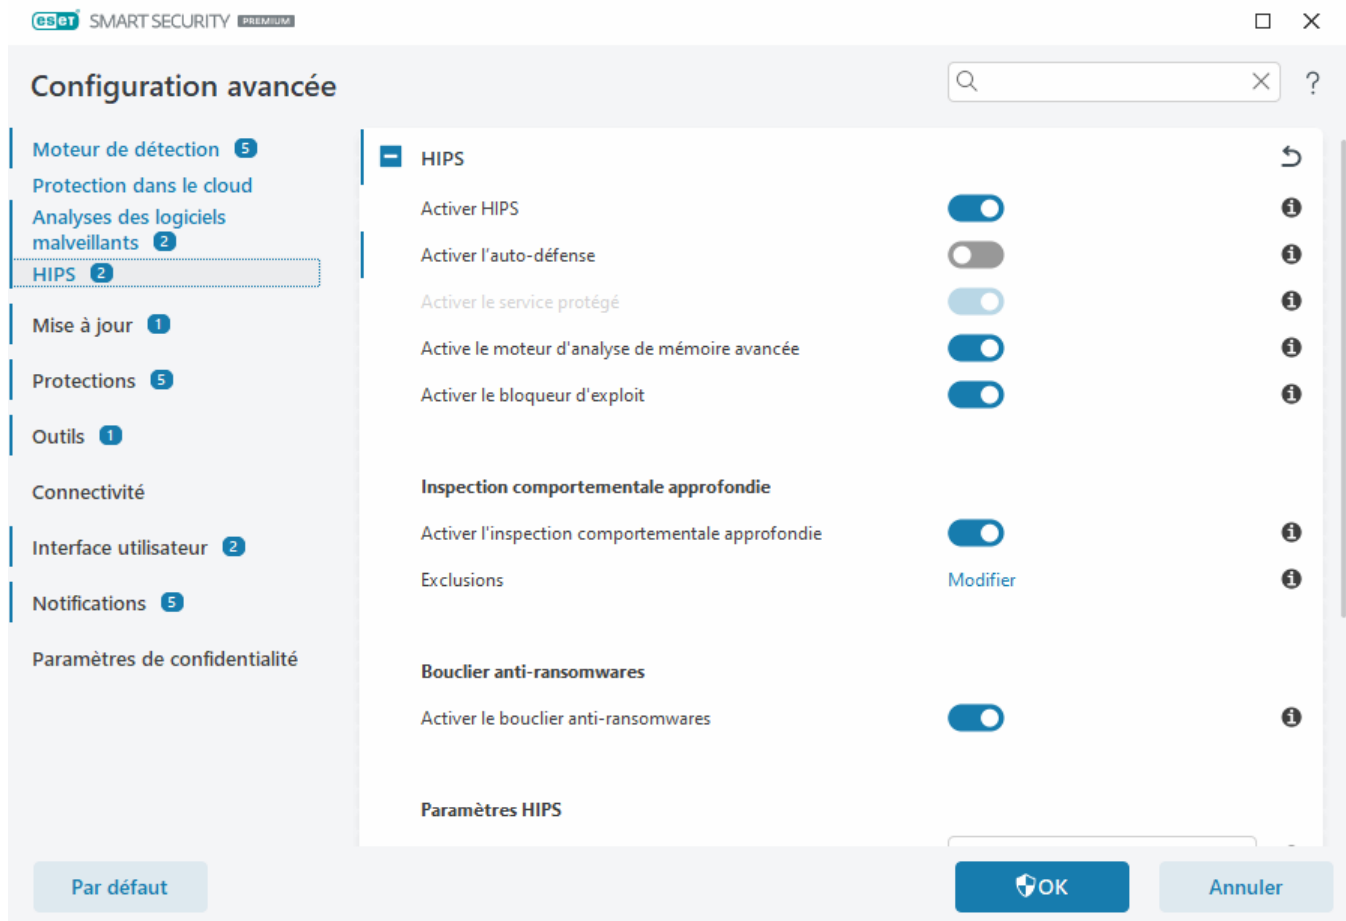 eset SMART SECURITY PREMIUM
Configuration avancée
?
Moteur de détection 5
Protection dans le cloud
Analyses des logiciels
malveillants 2
HIPS 2
Mise à jour 1
Protections 5
Outils 1
Connectivité
Interface utilisateur 2
Notifications 5
Paramètres de confidentialité
HIPS
Activer HIPS
Activer l'auto-défense
Activer le service protégé
Active le moteur d'analyse de mémoire avancée
Activer le bloqueur d'exploit
Inspection comportementale approfondie
Activer l'inspection comportementale approfondie
Exclusions Modifier
Bouclier anti-ransomwares
Activer le bouclier anti-ransomwares
Paramètres HIPS
Par défaut OK Annuler